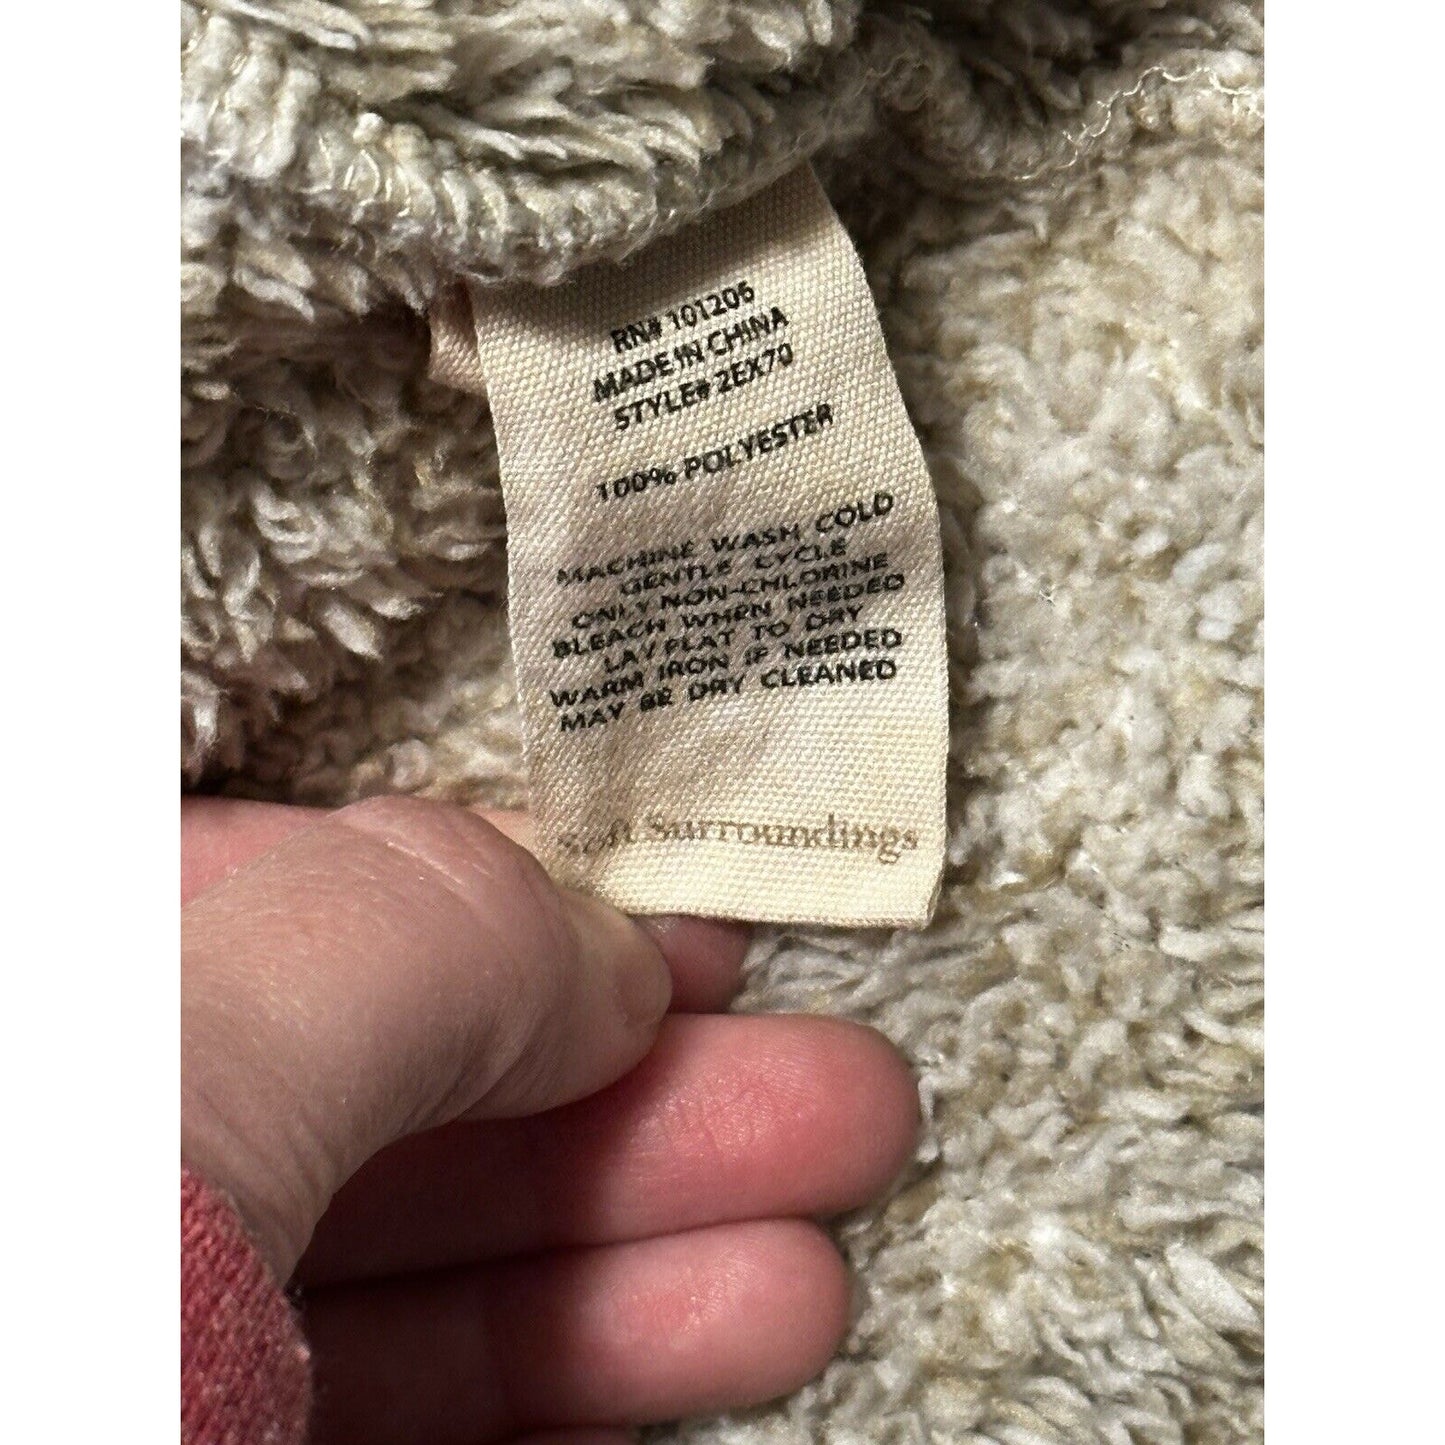 RN# 101206
MADE IN CHINA
STYLE# 2EX70
100% POLYESTER
MACHINE WASH COLD
GENTLE CYCLE
ONLY NON-CHLORINE
BLEACH WHEN NEEDED
LAY FLAT TO DRY
WARM IRON IF NEEDED
MAY BE DRY CLEANED
Soft Surroundings